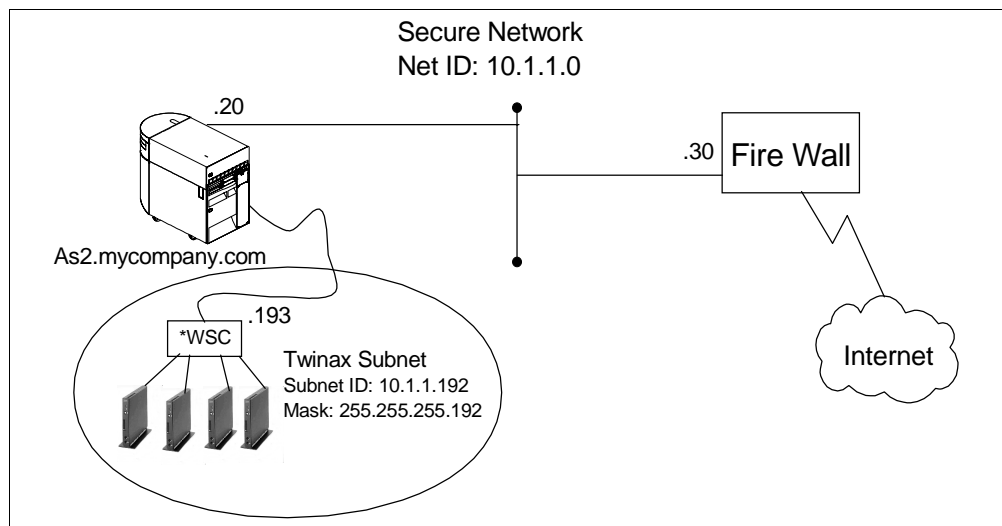 Secure Network
Net ID: 10.1.1.0
.20
.30
Fire Wall
As2.mycompany.com
.193
*WSC
Twinax Subnet
Subnet ID: 10.1.1.192
Mask: 255.255.255.192
Internet